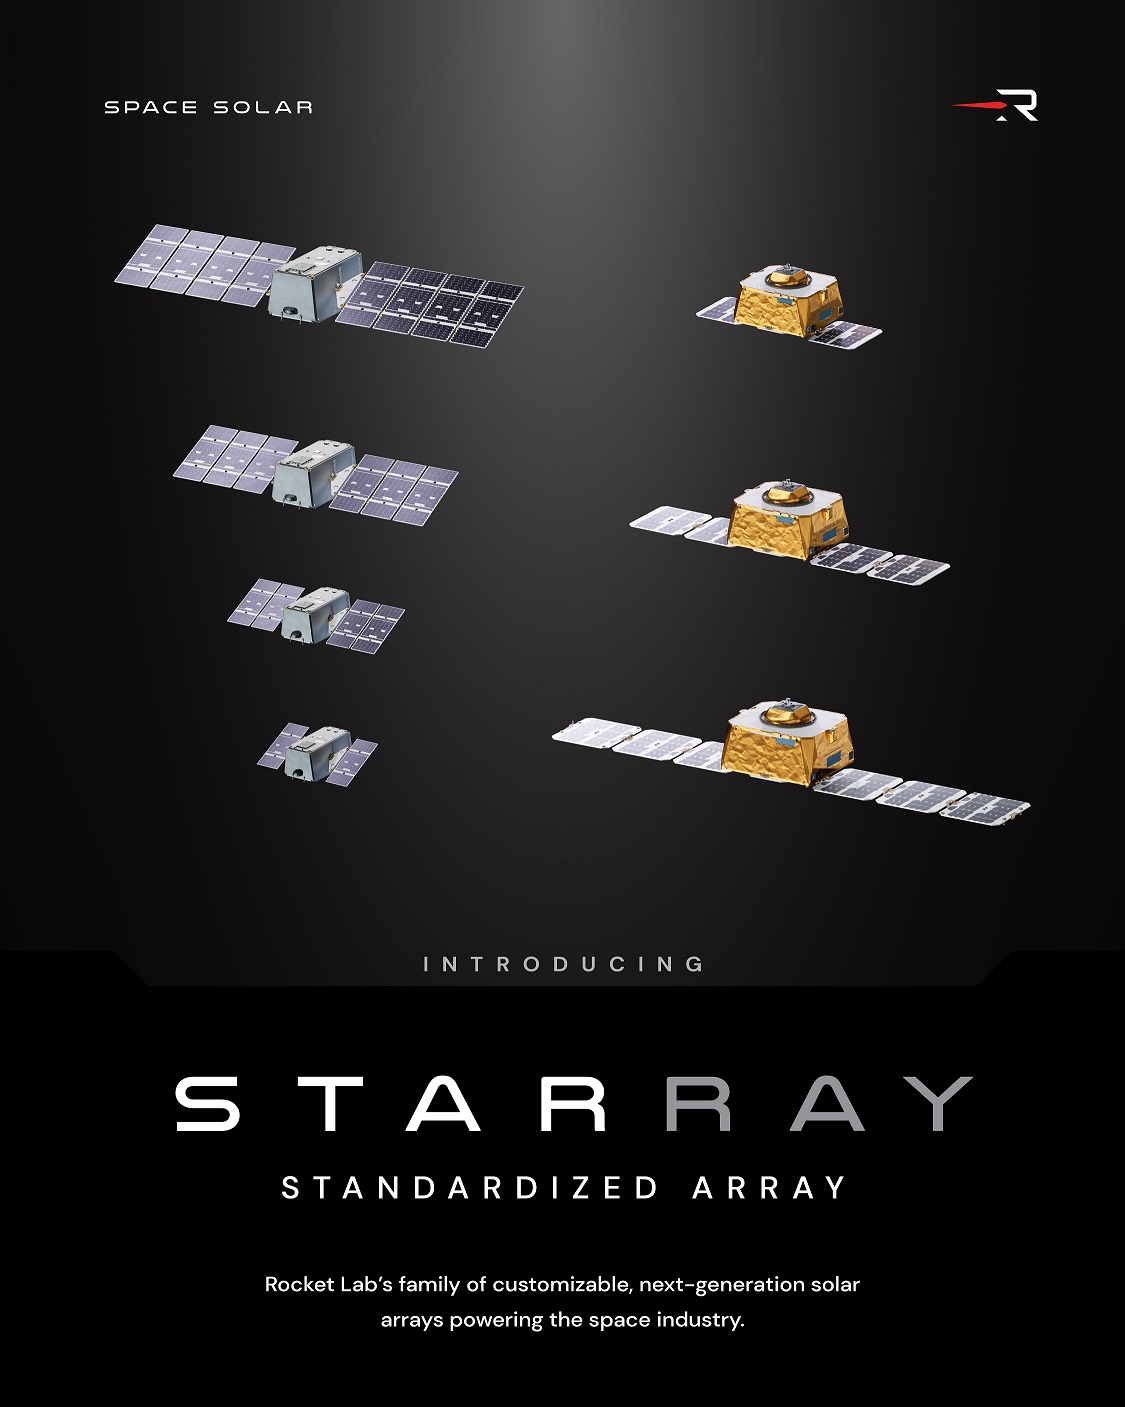 SPACE SOLAR
INTRODUCING
STARRAY
STANDARDIZED ARRAY
Rocket Lab’s family of customizable, next-generation solar
arrays powering the space industry.